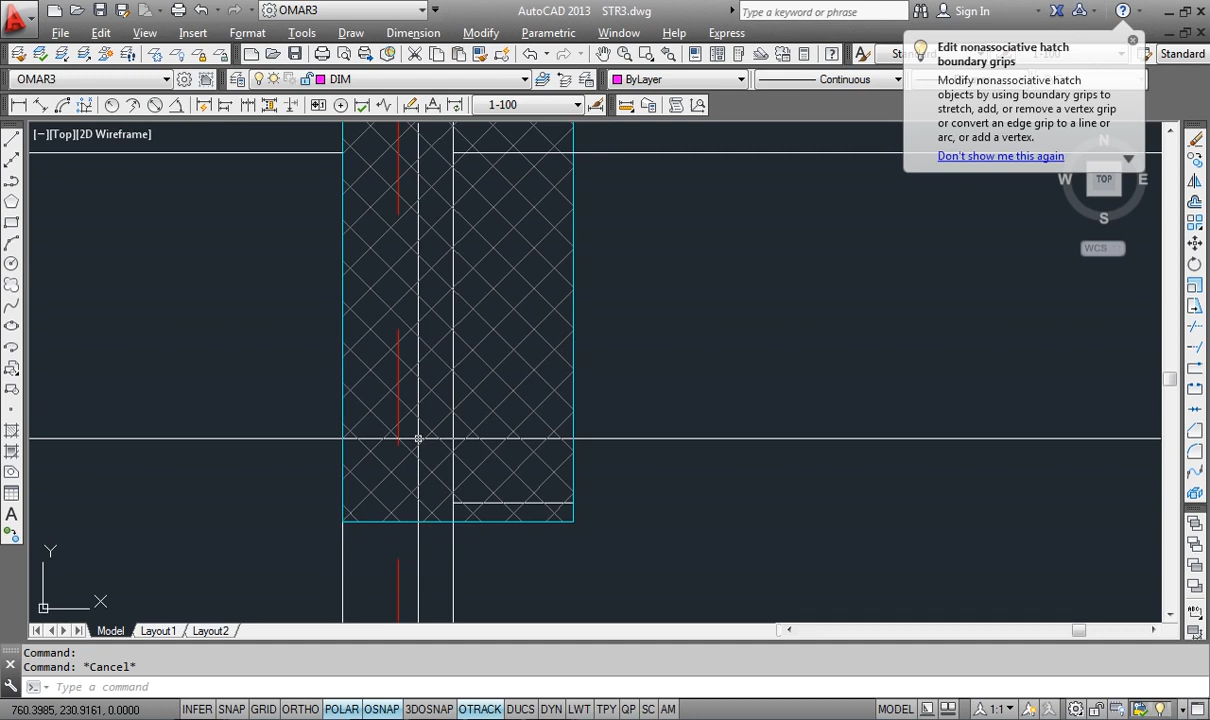 OMAR3
AutoCAD 2013 STR3.dwg
Type a keyword or phrase
Sign In
File Edit View Insert Format Tools Draw Dimension Modify Parametric Window Help Express
Standard
OMAR3
DIM
ByLayer
Continuous
1-100
Edit nonassociative hatch
boundary grips
Modify nonassociative hatch
objects by using boundary grips to
stretch, add, or remove a vertex grip
or convert an edge grip to a line or
arc, or add a vertex.
Don't show me this again
[−][Top][2D Wireframe]
N
W TOP E
S
WCS
Y
X
Model Layout1 Layout2
Command:
Command: *Cancel*
Type a command
760.3985, 230.9161, 0.0000
INFER SNAP GRID ORTHO POLAR OSNAP 3DOSNAP OTRACK DUCS DYN LWT TPY QP SC AM
MODEL 1:1